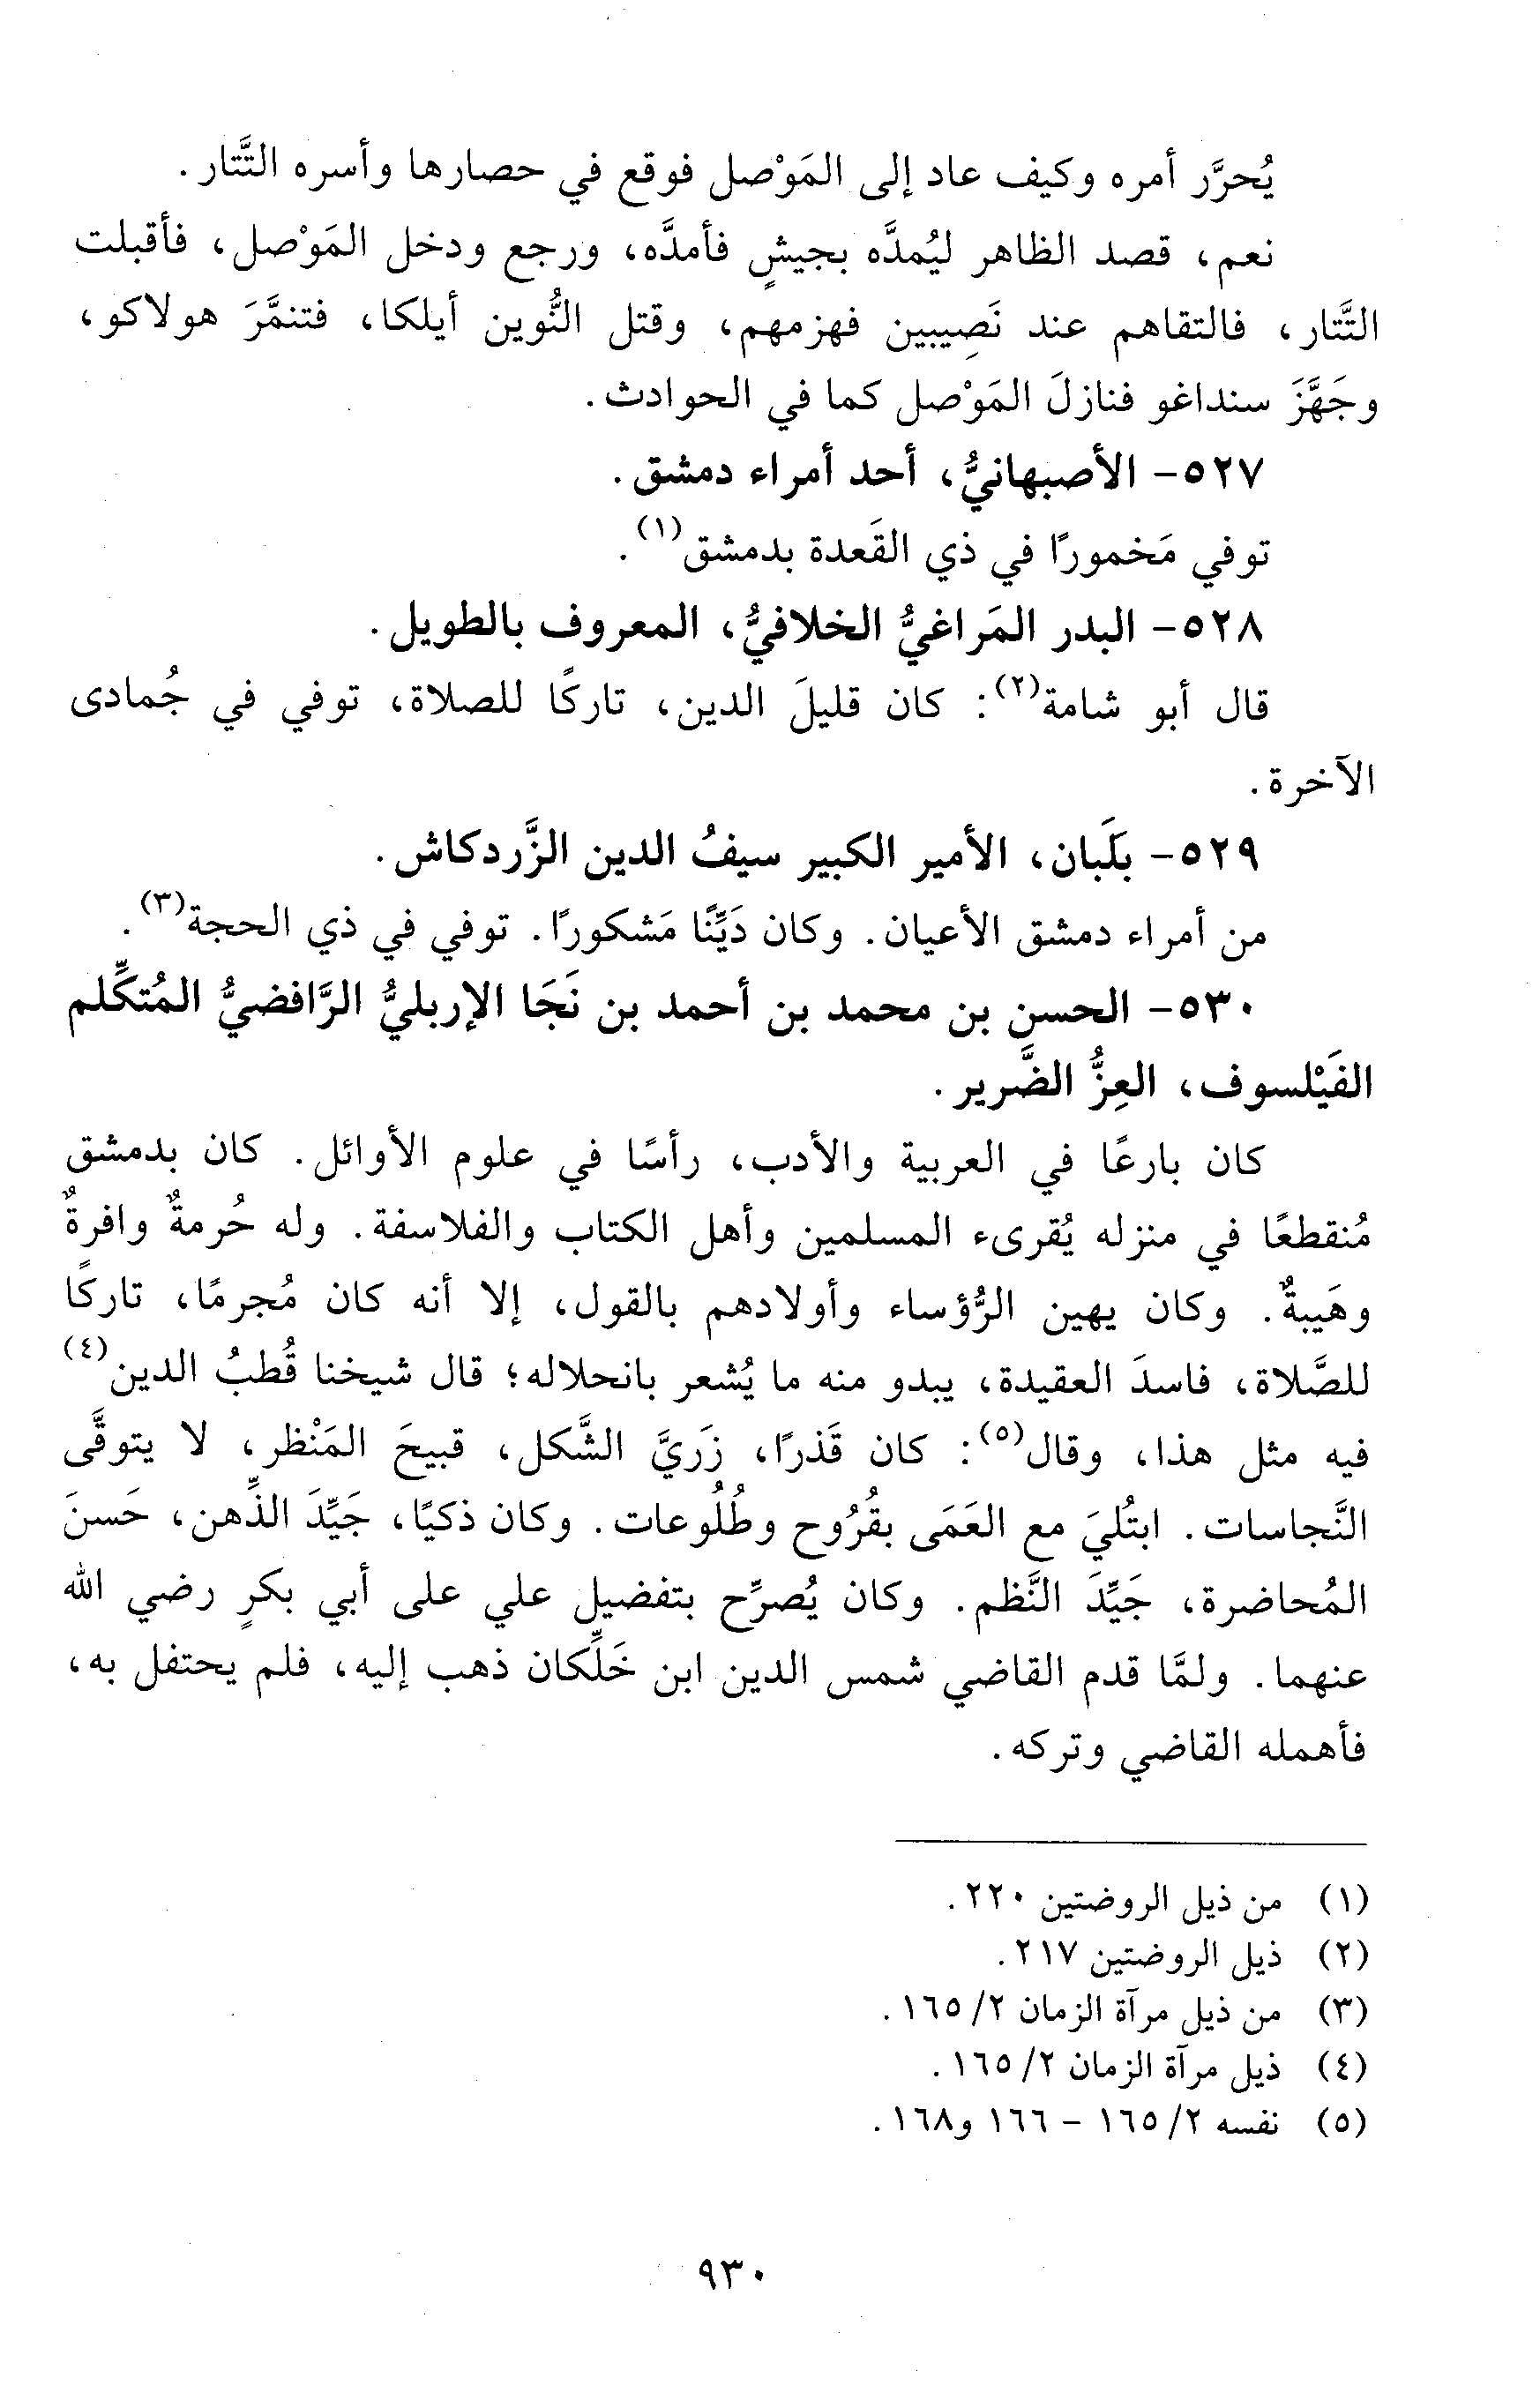 يُحرَّر أمره وكيف عاد إلى المَوْصل فوقع في حصارها وأسره التَّتار.
نعم، قصد الظاهر ليُمدَّه بجيشٍ فأمدَّه، ورجع ودخل المَوْصل، فأقبلت
التَّتار، فالتقاهم عند نَصِيبين فهزمهم، وقتل النُّوين أيلكا، فتنمَّرَ هولاكو،
وجَهَّزَ سنداغو فنازلَ المَوْصل كما في الحوادث.
٥٢٧- الأصبهانيُّ، أحد أمراء دمشق.
توفي مَخمورًا في ذي القَعدة بدمشق(١).
٥٢٨- البدر المَراغيُّ الخلافيُّ، المعروف بالطويل.
قال أبو شامة(٢): كان قليلَ الدين، تاركًا للصلاة، توفي في جُمادى
الآخرة.
٥٢٩- بلَبان، الأمير الكبير سيفُ الدين الزَّردكاش.
من أمراء دمشق الأعيان. وكان دَيِّنًا مَشكورًا. توفي في ذي الحجة(٣).
٥٣٠- الحسن بن محمد بن أحمد بن نَجَا الإربليُّ الرَّافضيُّ المُتكِّلم
الفَيْلسوف، العِزُّ الضَّرير.
كان بارعًا في العربية والأدب، رأسًا في علوم الأوائل. كان بدمشق
مُنقطعًا في منزله يُقرىء المسلمين وأهل الكتاب والفلاسفة. وله حُرمةٌ وافرةٌ
وهَيبةٌ. وكان يهين الرُّؤساء وأولادهم بالقول، إلا أنه كان مُجرمًا، تاركًا
للصَّلاة، فاسدَ العقيدة، يبدو منه ما يُشعر بانحلاله؛ قال شيخنا قُطبُ الدين(٤)
فيه مثل هذا، وقال(٥): كان قَذرًا، زَريَّ الشَّكل، قبيحَ المَنْظر، لا يتوقَّى
النَّجاسات. ابتُليَ مع العَمَى بقُرُوح وطُلُوعات. وكان ذكيًا، جَيِّدَ الذِّهن، حَسنَ
المُحاضرة، جَيِّدَ النَّظم. وكان يُصرِّح بتفضيل علي على أبي بكرٍ رضي الله
عنهما. ولمَّا قدم القاضي شمس الدين ابن خَلِّكان ذهب إليه، فلم يحتفل به،
فأهمله القاضي وتركه.
(١) من ذيل الروضتين ٢٢٠.
(٢) ذيل الروضتين ٢١٧.
(٣) من ذيل مرآة الزمان ٢/ ١٦٥.
(٤) ذيل مرآة الزمان ٢/ ١٦٥.
(٥) نفسه ٢/ ١٦٥ - ١٦٦ و١٦٨.
٩٣٠